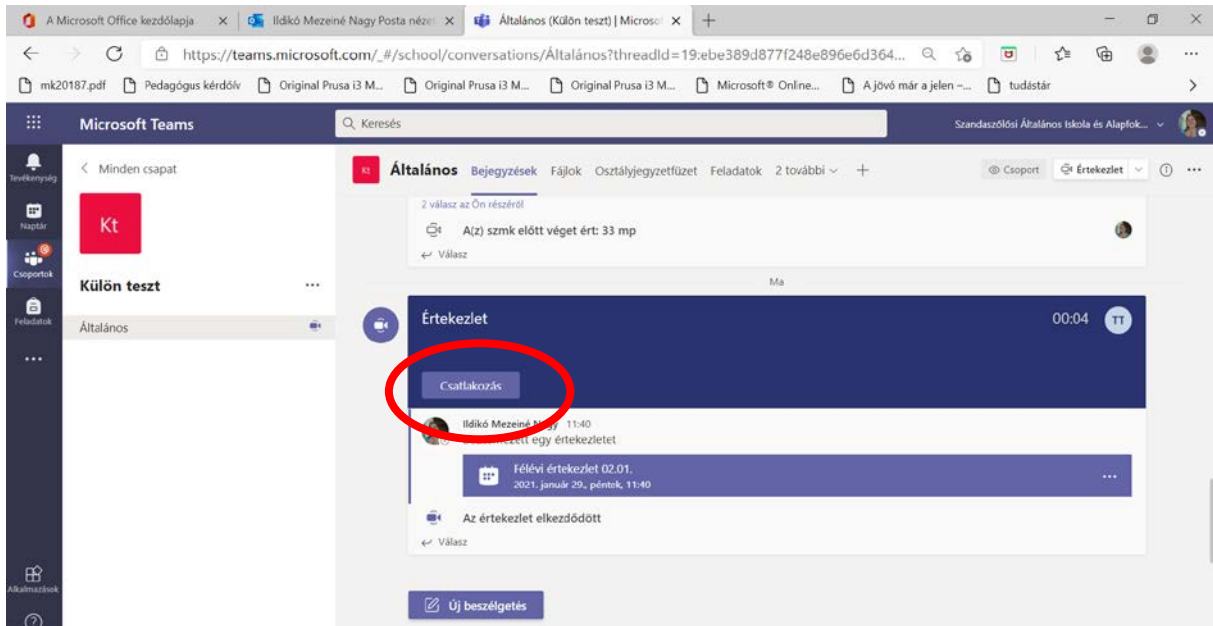 A Microsoft Office kezdőlapja
Ildikó Mezeiné Nagy Posta néze
Általános (Külön teszt) | Microsof
https://teams.microsoft.com/_#/school/conversations/Általános?threadId=19:ebe389d877f248e896e6d364...
mk20187.pdf
Pedagógus kérdőív
Original Prusa i3 M...
Original Prusa i3 M...
Original Prusa i3 M...
Microsoft® Online...
A jövő már a jelen –...
tudástár
Microsoft Teams
Keresés
Szandaszőlősi Általános Iskola és Alapfok...
Tevékenység
Naptár
Csoportok
Feladatok
Alkalmazások
Minden csapat
Kt
Külön teszt
Általános
Kt Általános Bejegyzések Fájlok Osztályjegyzetfüzet Feladatok 2 további
Csoport
Értekezlet
2 válasz az Ön részéről
A(z) szmk előtt véget ért: 33 mp
Válasz
Ma
Értekezlet
00:04
TT
Csatlakozás
Ildikó Mezeiné Nagy 11:40
egy értekezletet
Félévi értekezlet 02.01.
2021. január 29., péntek, 11:40
Az értekezlet elkezdődött
Válasz
Új beszélgetés